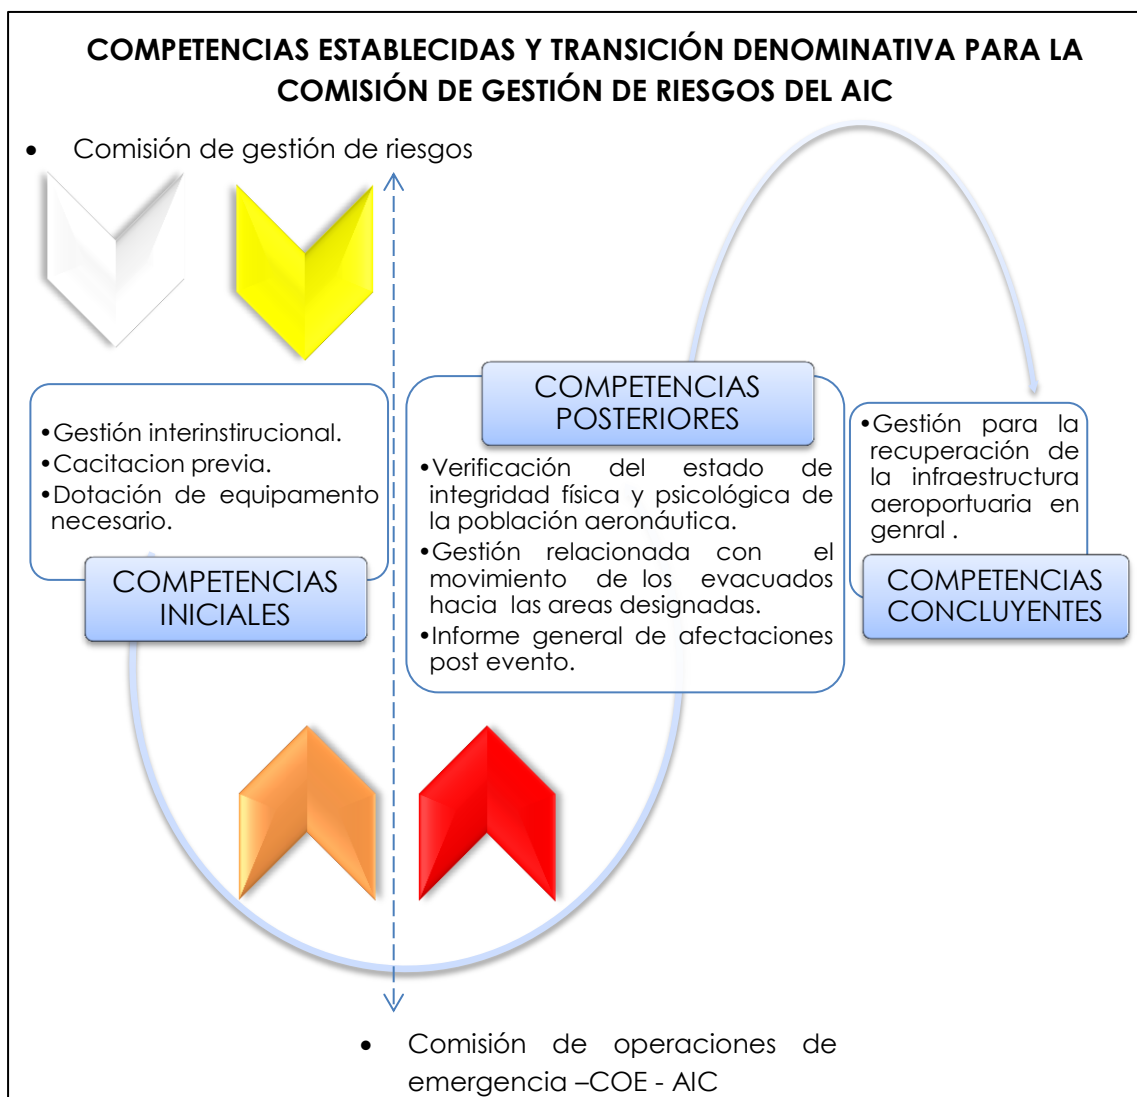 COMPETENCIAS ESTABLECIDAS Y TRANSICIÓN DENOMINATIVA PARA LA
COMISIÓN DE GESTIÓN DE RIESGOS DEL AIC
• Comisión de gestión de riesgos
•Gestión interinstirucional.
•Cacitacion previa.
•Dotación de equipamento
necesario.
COMPETENCIAS
INICIALES
COMPETENCIAS
POSTERIORES
•Verificación del estado de
integridad física y psicológica de
la población aeronáutica.
•Gestión relacionada con el
movimiento de los evacuados
hacia las areas designadas.
•Informe general de afectaciones
post evento.
•Gestión para la
recuperación de
la infraestructura
aeroportuaria en
genral .
COMPETENCIAS
CONCLUYENTES
• Comisión de operaciones de
emergencia –COE - AIC